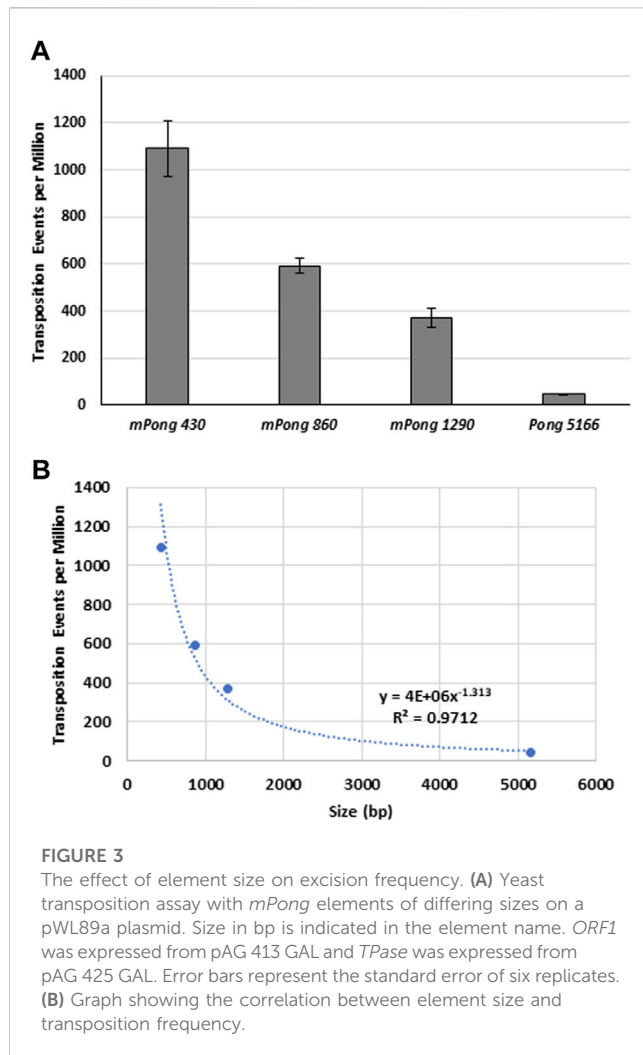 A
Transposition Events per Million
1400
1200
1000
800
600
400
200
0
mPong 430 mPong 860 mPong 1290 Pong 5166
B
Transposition Events per Million
1400
1200
1000
800
600
400
200
0
y = 4E+06x^-1.313
R² = 0.9712
0 1000 2000 3000 4000 5000 6000
Size (bp)
FIGURE 3
The effect of element size on excision frequency. (A) Yeast
transposition assay with mPong elements of differing sizes on a
pWL89a plasmid. Size in bp is indicated in the element name. ORF1
was expressed from pAG 413 GAL and TPase was expressed from
pAG 425 GAL. Error bars represent the standard error of six replicates.
(B) Graph showing the correlation between element size and
transposition frequency.